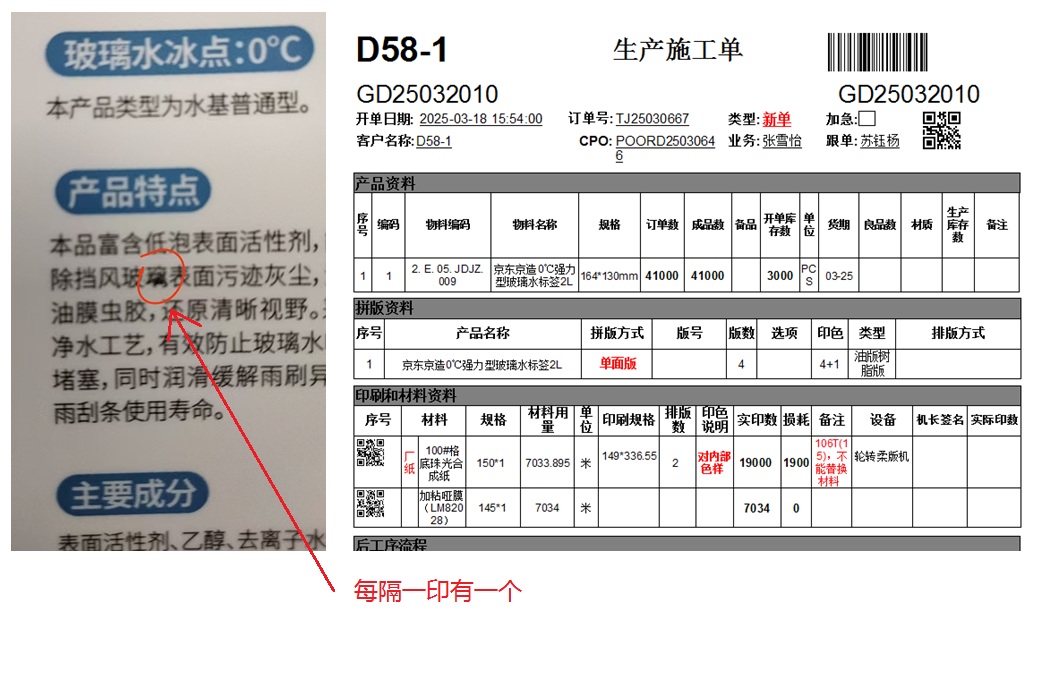 玻璃水冰点:0℃
本产品类型为水基普通型。
产品特点
本品富含低泡表面活性剂,
除挡风玻璃表面污迹灰尘,
油膜虫胶,还原清晰视野。
净水工艺,有效防止玻璃水
堵塞,同时润滑缓解雨刷异
雨刮条使用寿命。
主要成分
表面活性剂、乙醇、去离子水
D58-1
生产施工单
GD25032010
GD25032010
开单日期: 2025-03-18 15:54:00 订单号: TJ25030667 类型: 新单 加急:
客户名称: D58-1 CPO: POORD25030646 业务: 张雪怡 跟单: 苏钰杨
产品资料
序号 编码 物料编码 物料名称 规格 订单数 成品数 备品 开单库存数 单位 货期 良品数 材质 生产库存数 备注
1 1 2. E. 05. JDJZ. 009 京东京造0℃强力型玻璃水标签2L 164*130mm 41000 41000 3000 PCS 03-25
拼版资料
序号 产品名称 拼版方式 版号 版数 选项 印色 类型 排版方式
1 京东京造0℃强力型玻璃水标签2L 单面版 4 4+1 油版树脂版
印刷和材料资料
序号 材料 规格 材料用量 单位 印刷规格 排版数 印色说明 实印数 损耗 备注 设备 机长签名 实际印数
厂纸 100#格底珠光合成纸 150*1 7033.895 米 149*336.55 2 对内部色样 19000 1900 106T(15),不能替换材料 轮转柔版机
加粘哑膜(LM82028) 145*1 7034 米 7034 0
后工序流程
每隔一印有一个